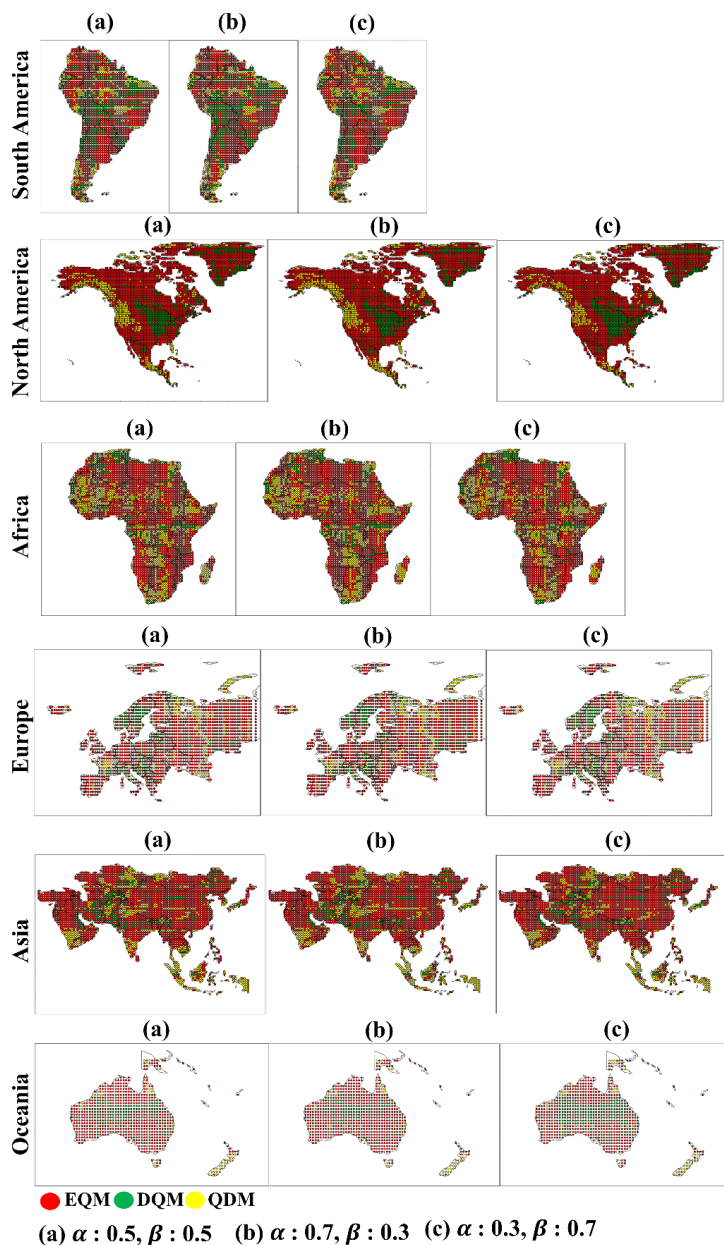 (a) (b) (c)
South America
(a) (b) (c)
North America
(a) (b) (c)
Africa
(a) (b) (c)
Europe
(a) (b) (c)
Asia
(a) (b) (c)
Oceania
EQM DQM QDM
(a) α : 0.5, β : 0.5 (b) α : 0.7, β : 0.3 (c) α : 0.3, β : 0.7